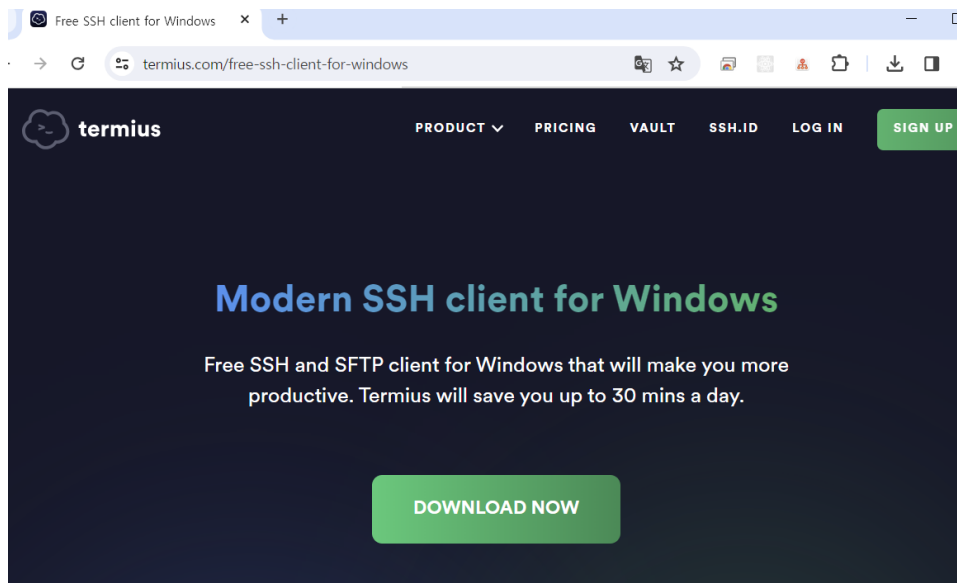 Free SSH client for Windows
termius.com/free-ssh-client-for-windows
termius
PRODUCT PRICING VAULT SSH.ID LOG IN SIGN UP
Modern SSH client for Windows
Free SSH and SFTP client for Windows that will make you more
productive. Termius will save you up to 30 mins a day.
DOWNLOAD NOW